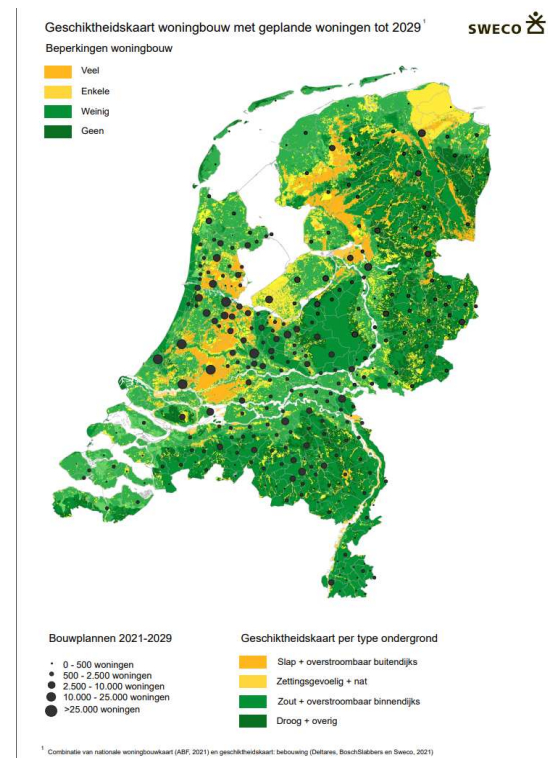 Geschiktheidskaart woningbouw met geplande woningen tot 2029 ¹
SWECO
Beperkingen woningbouw
Veel
Enkele
Weinig
Geen
Bouwplannen 2021-2029
0 - 500 woningen
500 - 2.500 woningen
2.500 - 10.000 woningen
10.000 - 25.000 woningen
>25.000 woningen
Geschiktheidskaart per type ondergrond
Slap + overstroombaar buitendijks
Zettingsgevoelig + nat
Zout + overstroombaar binnendijks
Droog + overig
¹ Combinatie van nationale woningbouwkaart (ABF, 2021) en geschiktheidskaart: bebouwing (Deltares, BoschSlabbers en Sweco, 2021)